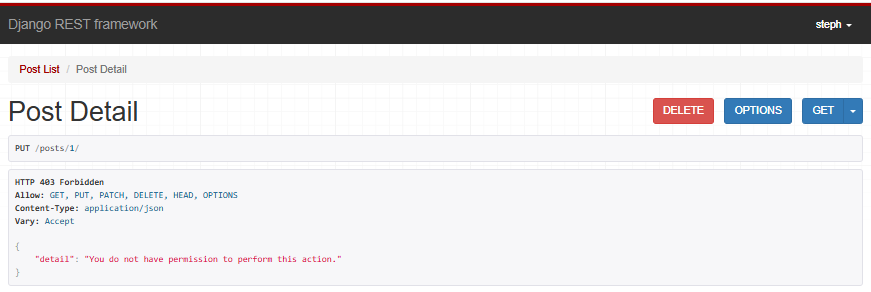 Django REST framework
steph
Post List / Post Detail
Post Detail
DELETE
OPTIONS
GET
PUT /posts/1/
HTTP 403 Forbidden
Allow: GET, PUT, PATCH, DELETE, HEAD, OPTIONS
Content-Type: application/json
Vary: Accept
{
"detail": "You do not have permission to perform this action."
}